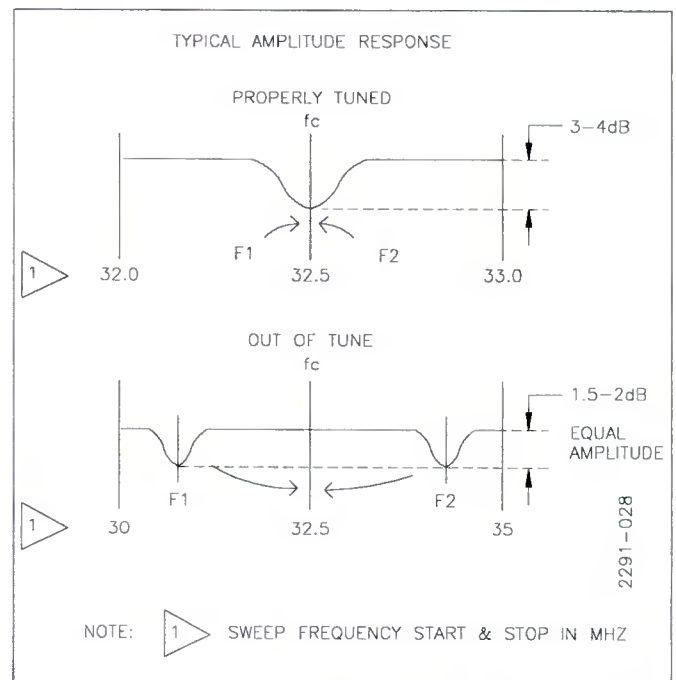 TYPICAL AMPLITUDE RESPONSE
PROPERLY TUNED
fc
3-4dB
F1
F2
1
32.0
32.5
33.0
OUT OF TUNE
fc
1.5-2dB
EQUAL
AMPLITUDE
F1
F2
1
30
32.5
35
2291-028
NOTE: 1 SWEEP FREQUENCY START & STOP IN MHZ